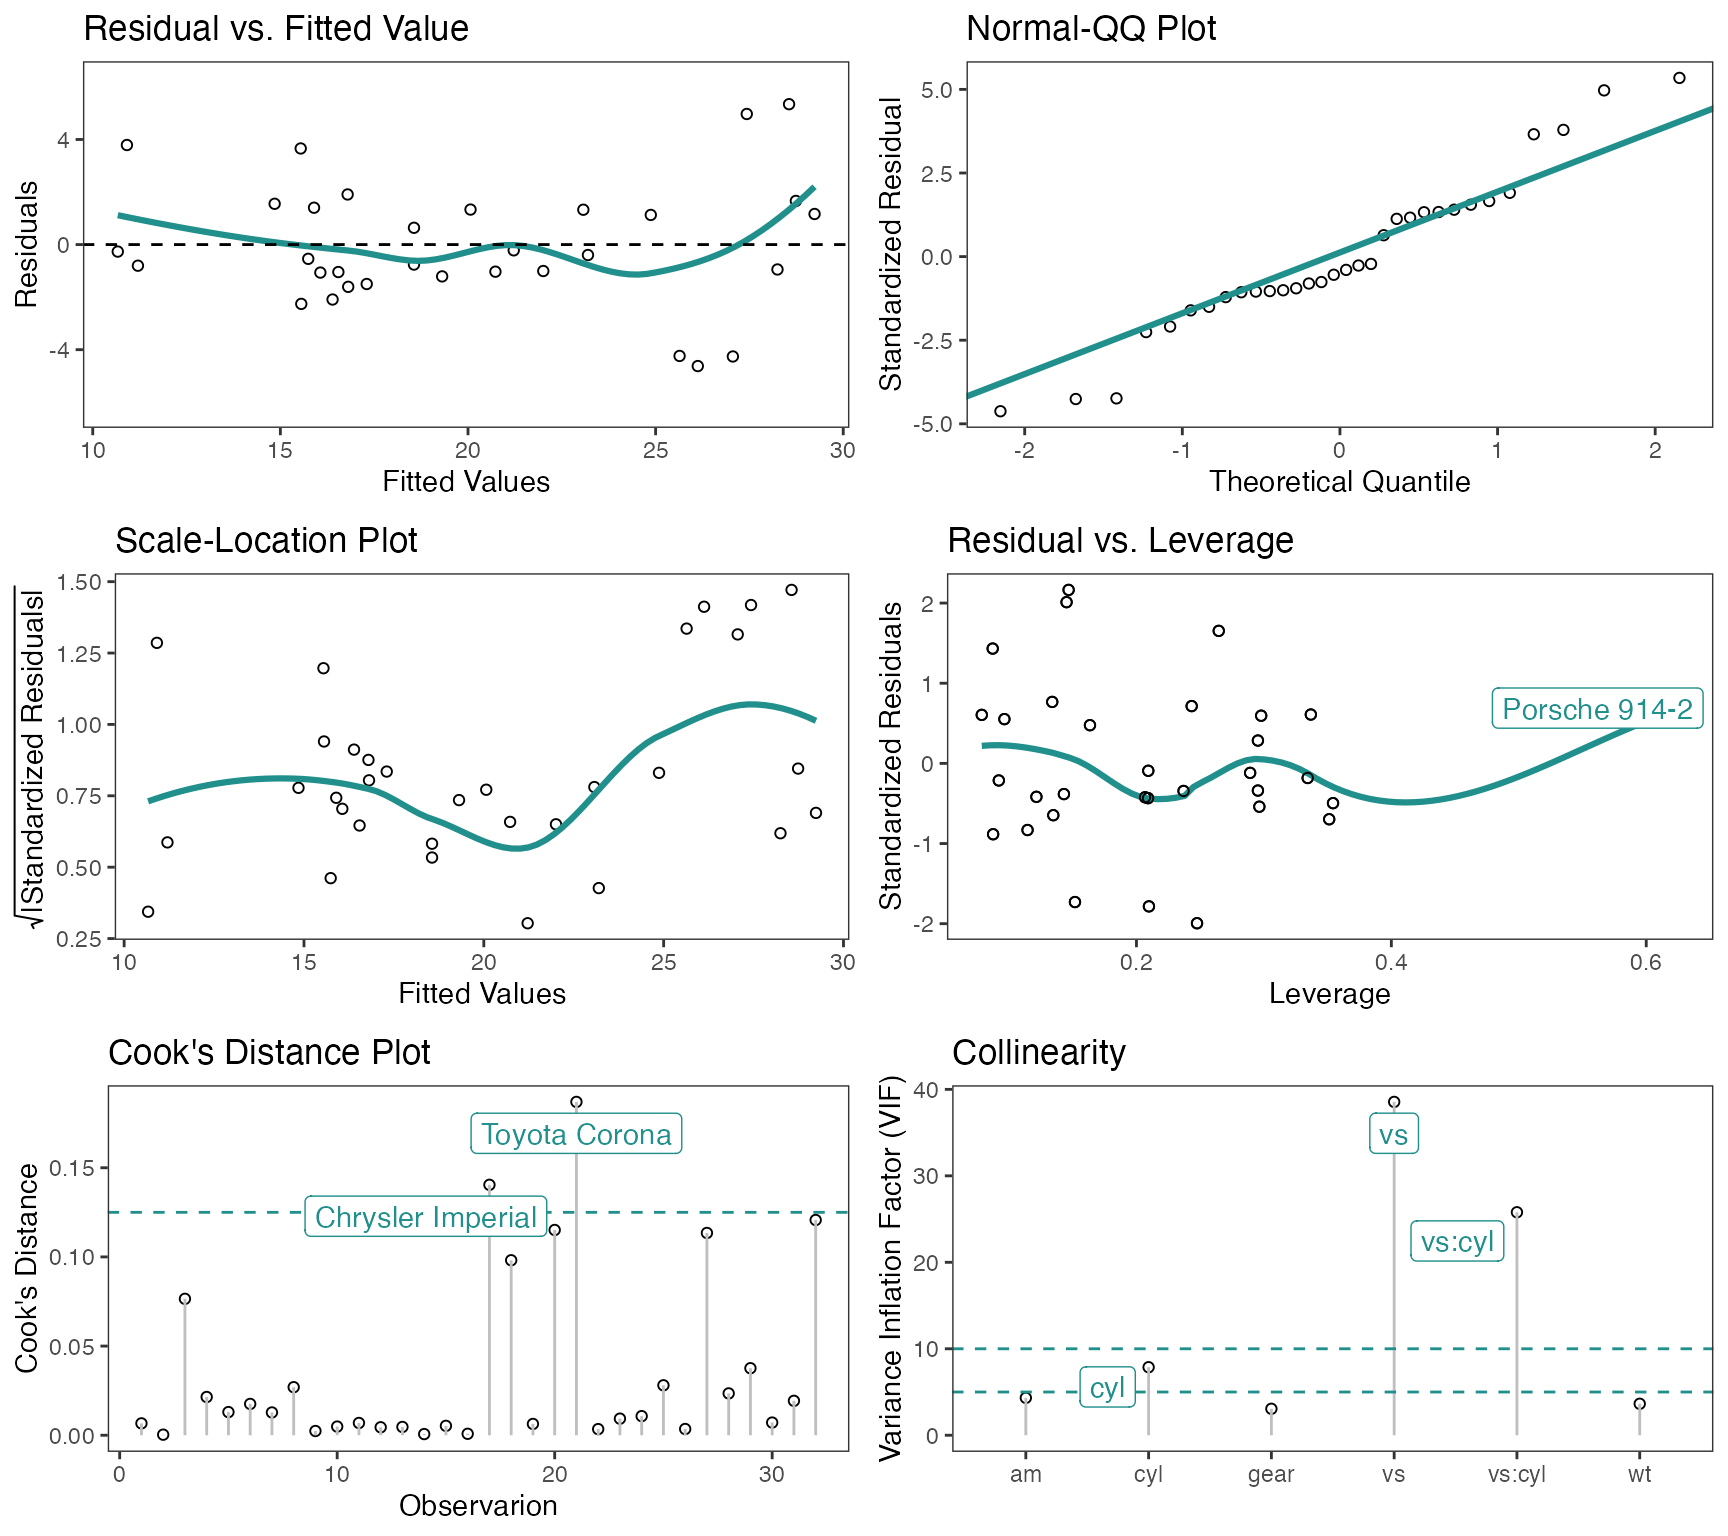 Residual vs. Fitted Value
Residuals
4
0
-4
10 15 20 25 30
Fitted Values
Normal-QQ Plot
Standardized Residual
5.0
2.5
0.0
-2.5
-5.0
-2 -1 0 1 2
Theoretical Quantile
Scale-Location Plot
√|Standardized Residuals|
1.50
1.25
1.00
0.75
0.50
0.25
10 15 20 25 30
Fitted Values
Residual vs. Leverage
Standardized Residuals
2
1
0
-1
-2
Porsche 914-2
0.2 0.4 0.6
Leverage
Cook's Distance Plot
Cook's Distance
0.15
0.10
0.05
0.00
Toyota Corona
Chrysler Imperial
0 10 20 30
Observarion
Collinearity
Variance Inflation Factor (VIF)
40
30
20
10
0
vs
vs:cyl
cyl
am cyl gear vs vs:cyl wt